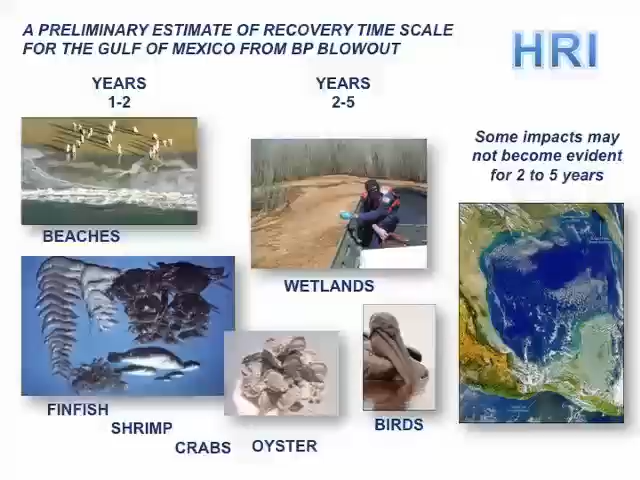 A PRELIMINARY ESTIMATE OF RECOVERY TIME SCALE
FOR THE GULF OF MEXICO FROM BP BLOWOUT
HRI
YEARS
1-2
YEARS
2-5
Some impacts may
not become evident
for 2 to 5 years
BEACHES
WETLANDS
FINFISH
SHRIMP
CRABS
OYSTER
BIRDS